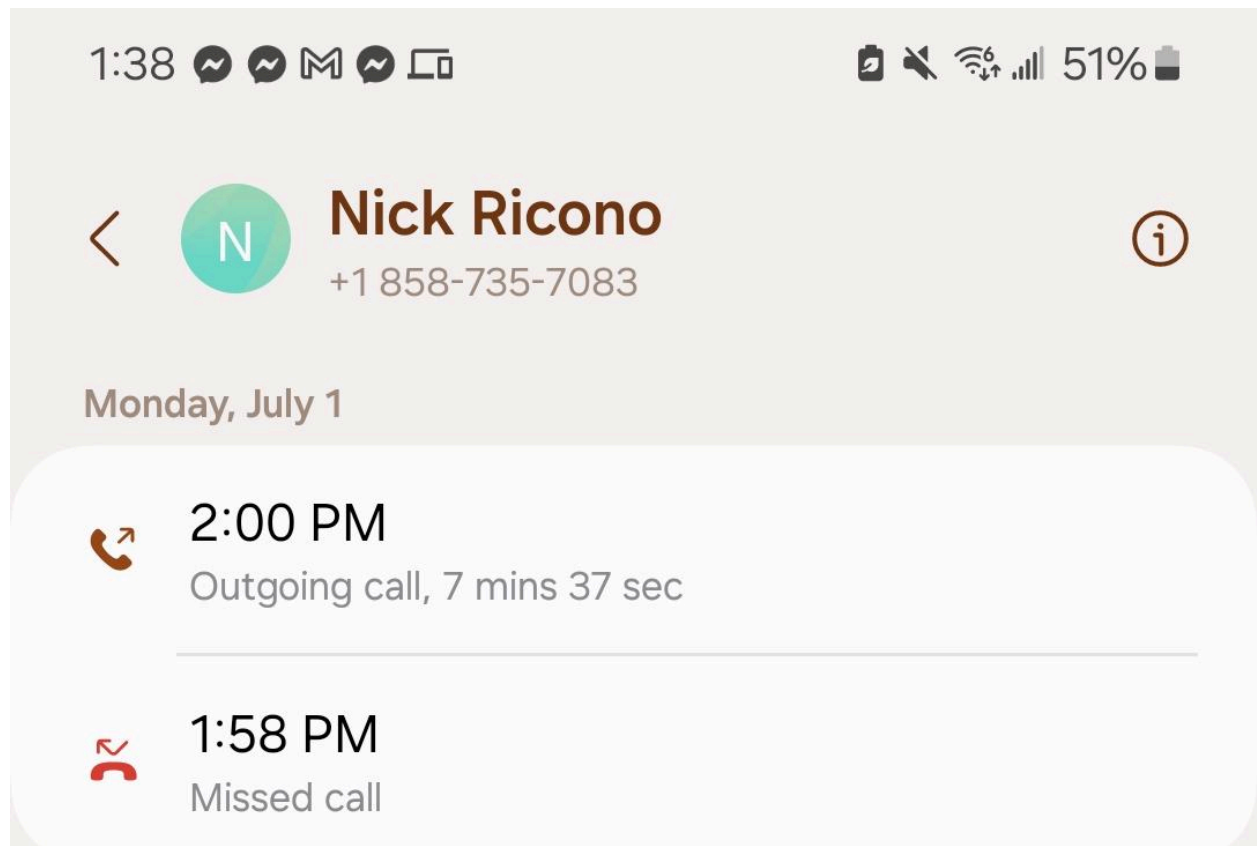 1:38 51%
N
Nick Ricono
+1 858-735-7083
Monday, July 1
2:00 PM
Outgoing call, 7 mins 37 sec
1:58 PM
Missed call